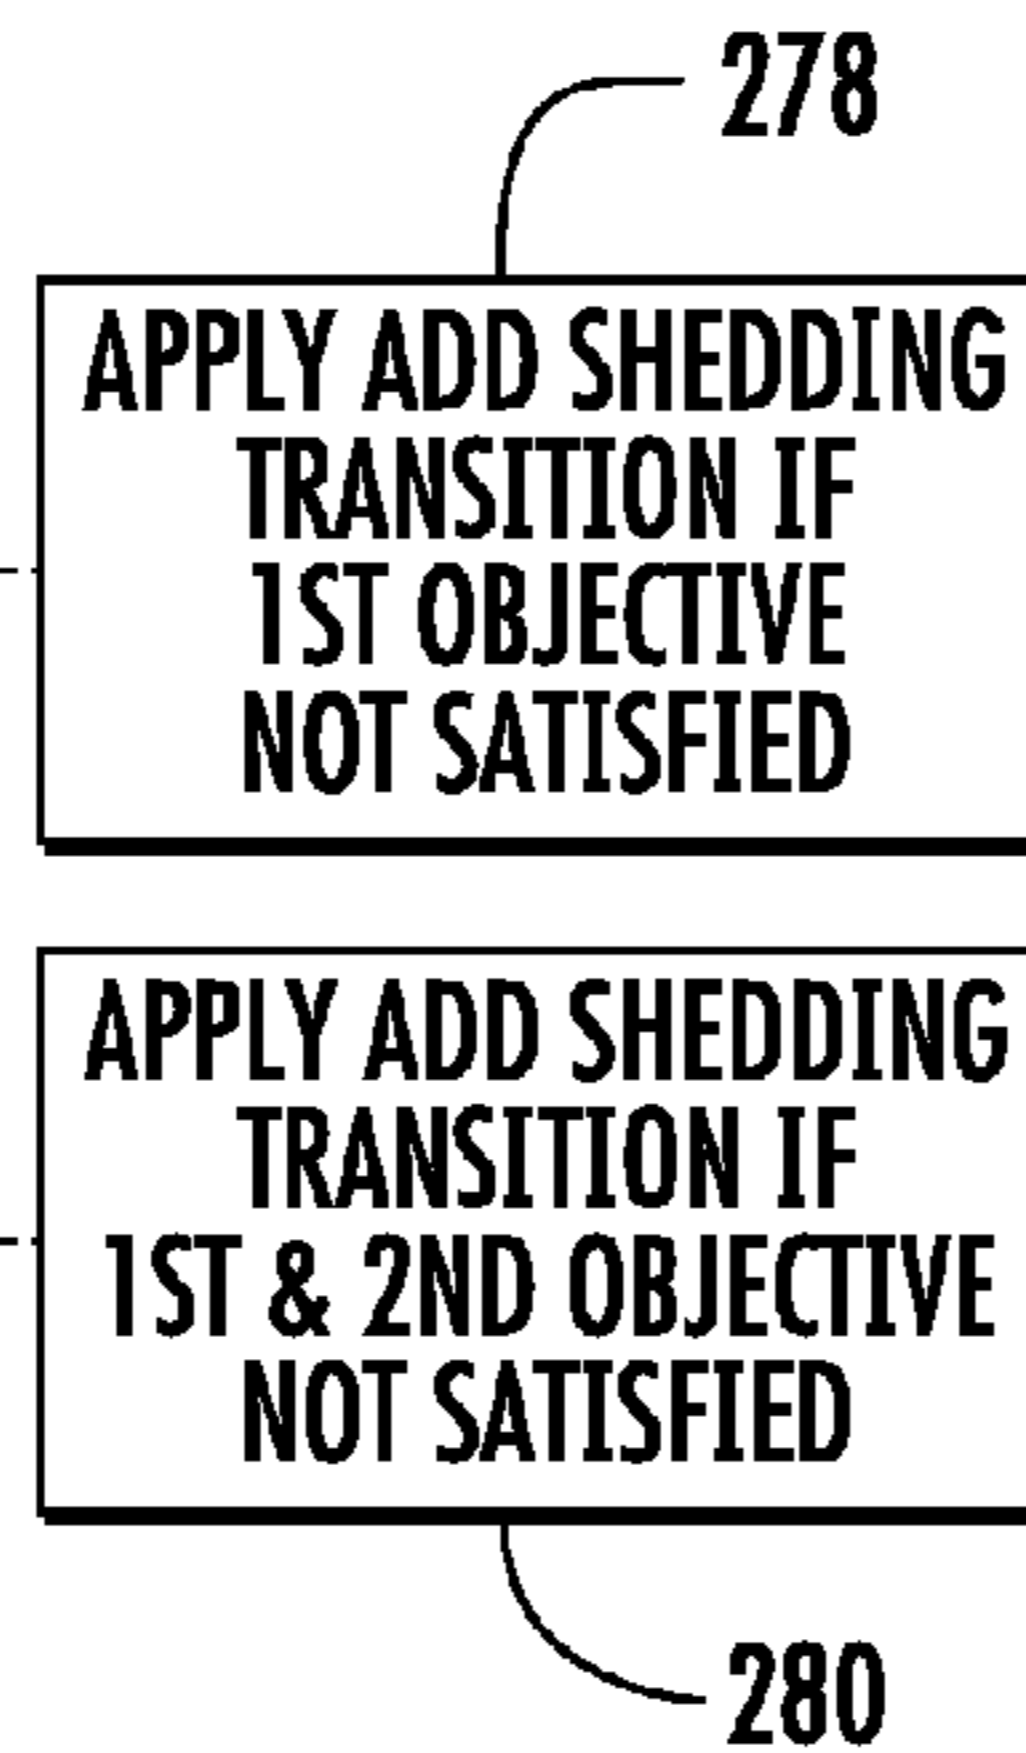 278
APPLY ADD SHEDDING
TRANSITION IF
1ST OBJECTIVE
NOT SATISFIED
APPLY ADD SHEDDING
TRANSITION IF
1ST & 2ND OBJECTIVE
NOT SATISFIED
280